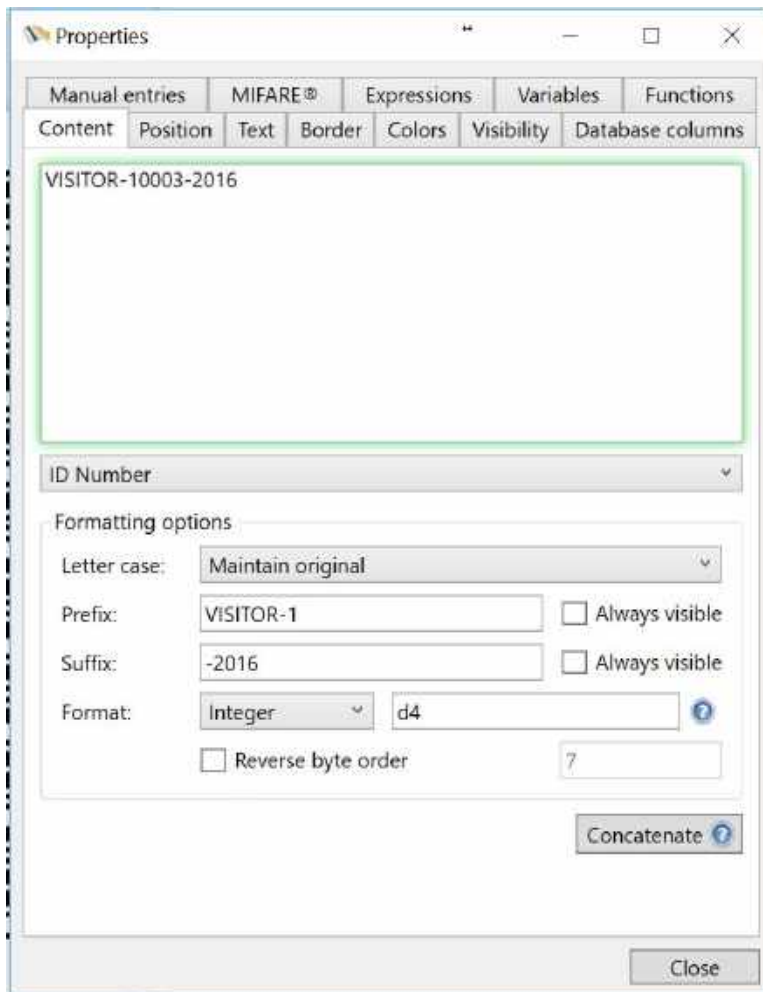 Properties
Manual entries MIFARE® Expressions Variables Functions
Content Position Text Border Colors Visibility Database columns
VISITOR-10003-2016
ID Number
Formatting options
Letter case: Maintain original
Prefix: VISITOR-1 Always visible
Suffix: -2016 Always visible
Format: Integer d4 ?
Reverse byte order 7
Concatenate ?
Close